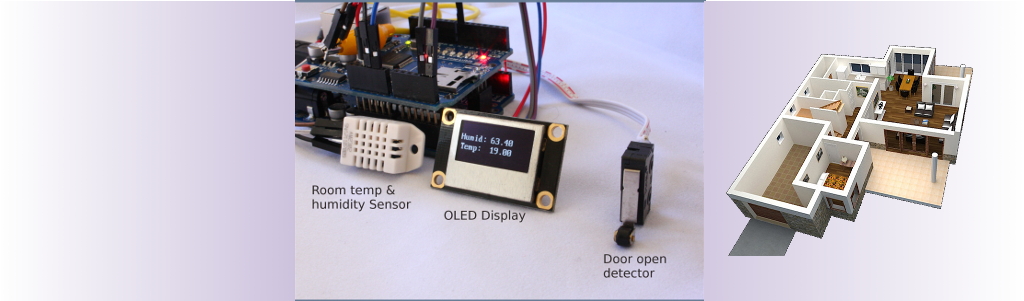 Humid: 63.40
Temp: 19.00
Room temp &
humidity Sensor
OLED Display
Door open
detector